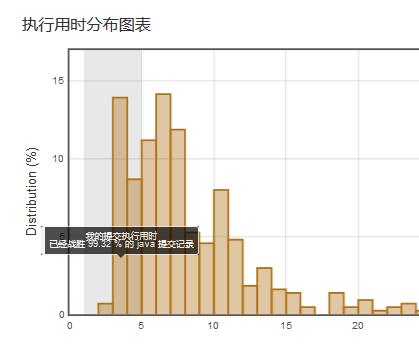 执行用时分布图表
15
10
5
Distribution (%)
我的提交执行用时
已经战胜 99.32 % 的 java 提交记录
0
0 5 10 15 20